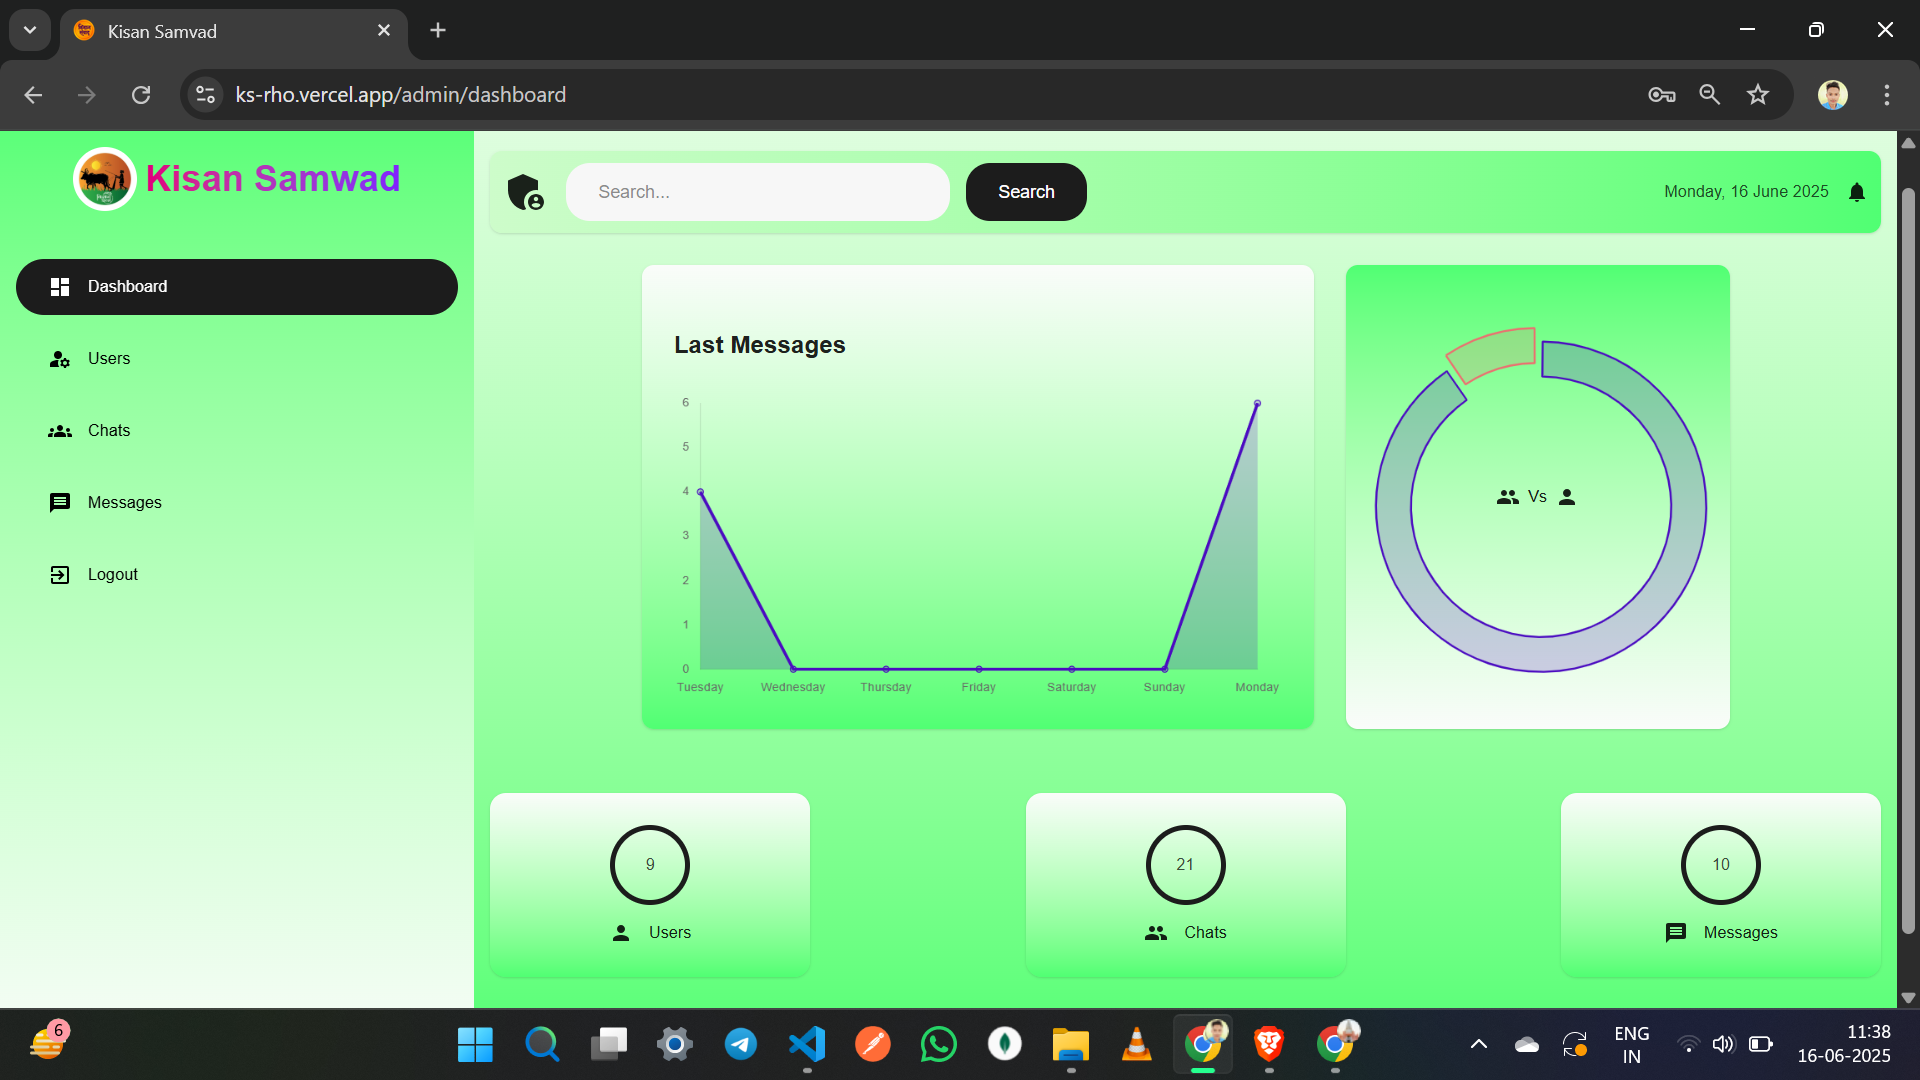 Kisan Samvad
ks-rho.vercel.app/admin/dashboard
Kisan Samwad
Search...
Search
Monday, 16 June 2025
Dashboard
Users
Chats
Messages
Logout
Last Messages
6
5
4
3
2
1
0
Tuesday Wednesday Thursday Friday Saturday Sunday Monday
Vs
9
Users
21
Chats
10
Messages
6
ENG
IN
11:38
16-06-2025